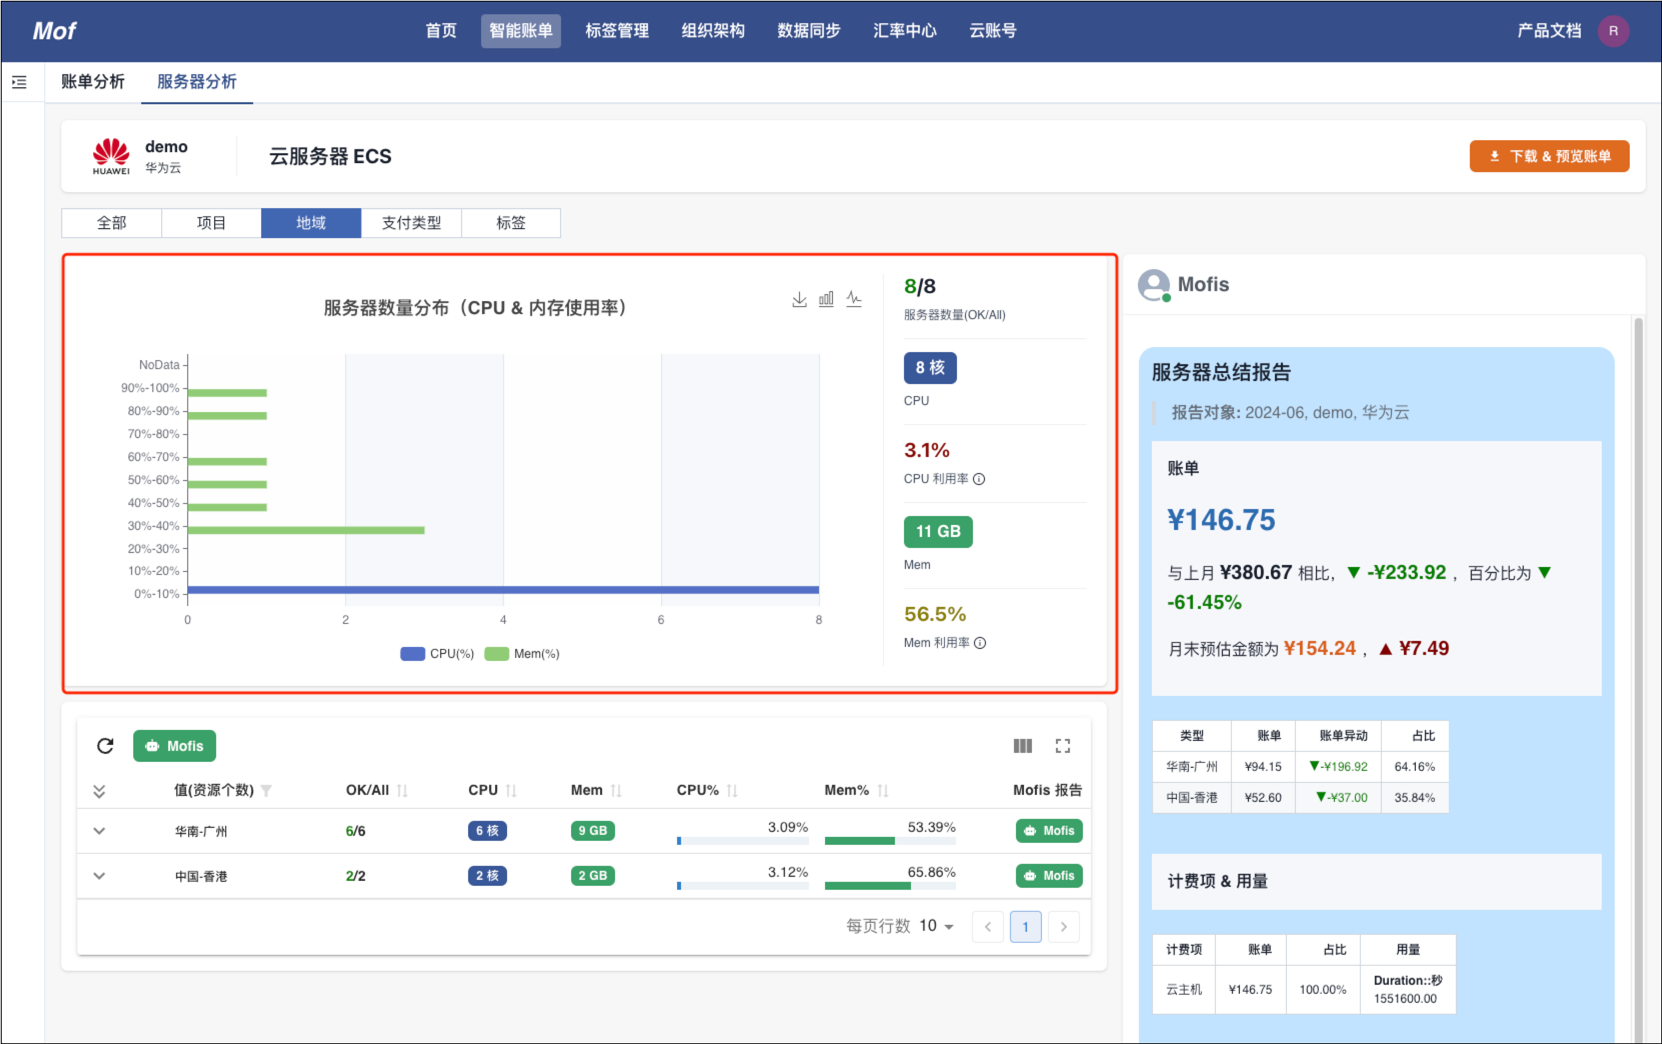 Mof
首页 智能账单 标签管理 组织架构 数据同步 汇率中心 云账号
产品文档 R
账单分析 服务器分析
HUAWEI
demo
华为云
云服务器 ECS
下载 & 预览账单
全部 项目 地域 支付类型 标签
服务器数量分布（CPU & 内存使用率）
NoData
90%-100%
80%-90%
70%-80%
60%-70%
50%-60%
40%-50%
30%-40%
20%-30%
10%-20%
0%-10%
0 2 4 6 8
CPU(%) Mem(%)
8/8
服务器数量(OK/All)
8 核
CPU
3.1%
CPU 利用率
11 GB
Mem
56.5%
Mem 利用率
Mofis
值(资源个数) OK/All CPU Mem CPU% Mem% Mofis 报告
华南-广州 6/6 6 核 9 GB 3.09% 53.39% Mofis
中国-香港 2/2 2 核 2 GB 3.12% 65.86% Mofis
每页行数 10 1
Mofis
服务器总结报告
报告对象: 2024-06, demo, 华为云
账单
¥146.75
与上月 ¥380.67 相比, ▼ -¥233.92 , 百分比为 ▼
-61.45%
月末预估金额为 ¥154.24 , ▲ ¥7.49
类型 账单 账单异动 占比
华南-广州 ¥94.15 ▼-¥196.92 64.16%
中国-香港 ¥52.60 ▼-¥37.00 35.84%
计费项 & 用量
计费项 账单 占比 用量
云主机 ¥146.75 100.00% Duration::秒
1551600.00